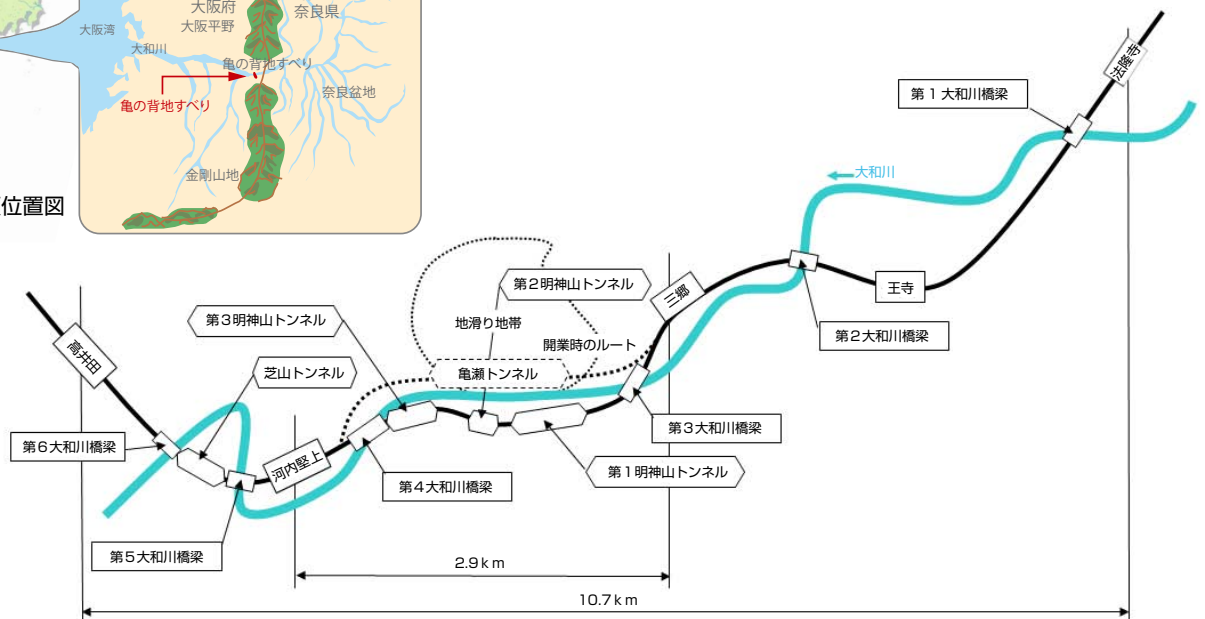 大阪府
大阪平野
奈良県
大阪湾
大和川
亀の背地すべり
亀の背地すべり
奈良盆地
金剛山地
位置図
法隆寺
第1大和川橋梁
大和川
王寺
第2大和川橋梁
三郷
第2明神山トンネル
地滑り地帯
開業時のルート
亀瀬トンネル
第3明神山トンネル
芝山トンネル
高井田
第3大和川橋梁
第6大和川橋梁
河内堅上
第1明神山トンネル
第4大和川橋梁
第5大和川橋梁
2.9km
10.7km